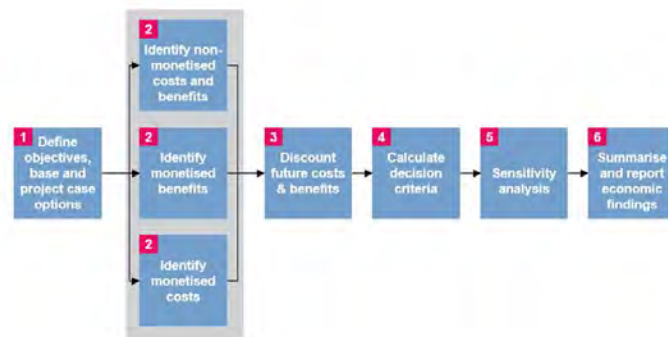 1
Define
objectives,
base and
project case
options
2
Identify non-
monetised
costs and
benefits
2
Identify
monetised
benefits
2
Identify
monetised
costs
3
Discount
future costs
& benefits
4
Calculate
decision
criteria
5
Sensitivity
analysis
6
Summarise
and report
economic
findings